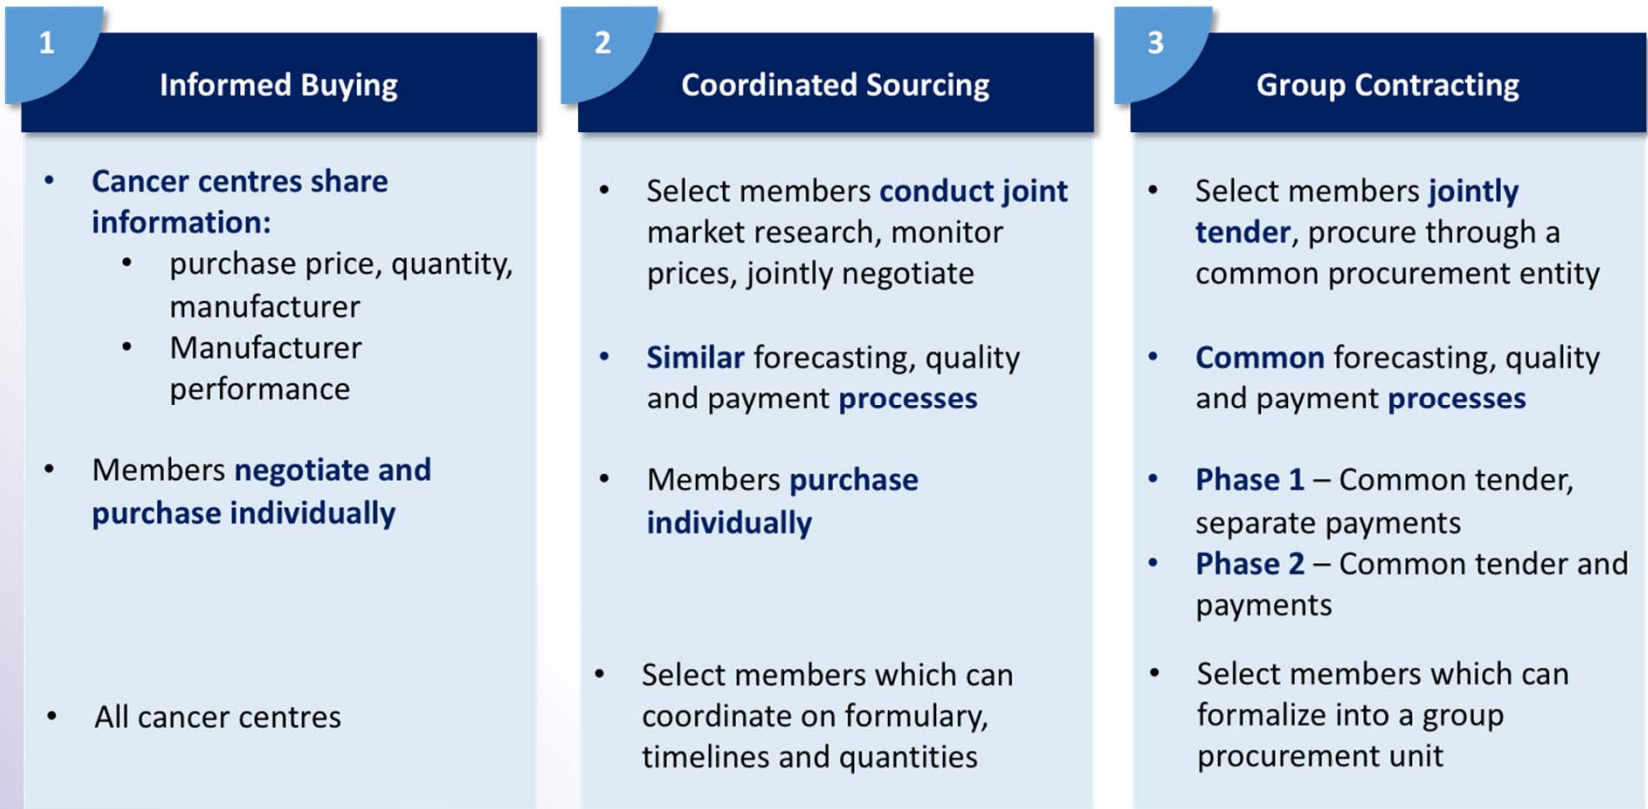 1
Informed Buying
• Cancer centres share
information:
• purchase price, quantity,
manufacturer
• Manufacturer
performance
• Members negotiate and
purchase individually
• All cancer centres
2
Coordinated Sourcing
• Select members conduct joint
market research, monitor
prices, jointly negotiate
• Similar forecasting, quality
and payment processes
• Members purchase
individually
• Select members which can
coordinate on formulary,
timelines and quantities
3
Group Contracting
• Select members jointly
tender, procure through a
common procurement entity
• Common forecasting, quality
and payment processes
• Phase 1 – Common tender,
separate payments
• Phase 2 – Common tender and
payments
• Select members which can
formalize into a group
procurement unit